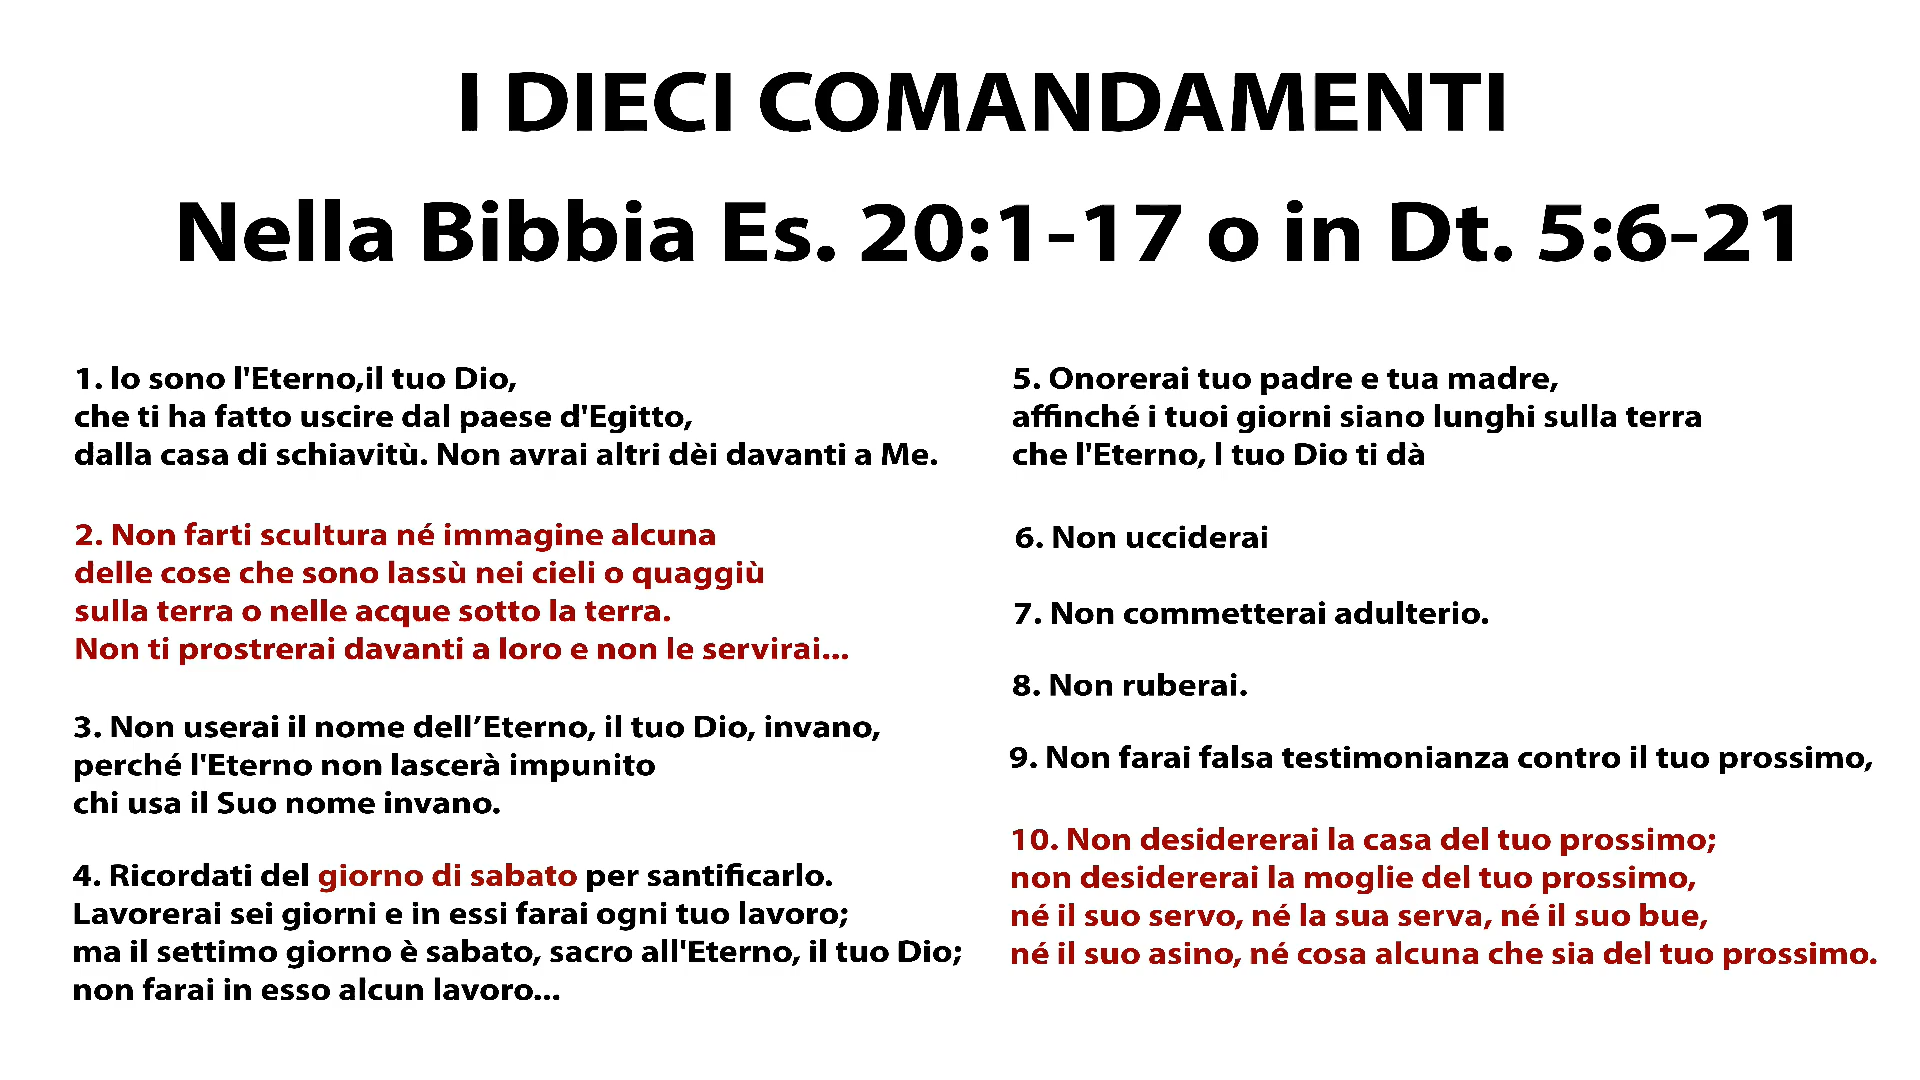 I DIECI COMANDAMENTI
Nella Bibbia Es. 20:1-17 o in Dt. 5:6-21
1. Io sono l'Eterno,il tuo Dio,
che ti ha fatto uscire dal paese d'Egitto,
dalla casa di schiavitù. Non avrai altri dèi davanti a Me.
2. Non farti scultura né immagine alcuna
delle cose che sono lassù nei cieli o quaggiù
sulla terra o nelle acque sotto la terra.
Non ti prostrerai davanti a loro e non le servirai...
3. Non userai il nome dell’Eterno, il tuo Dio, invano,
perché l'Eterno non lascerà impunito
chi usa il Suo nome invano.
4. Ricordati del giorno di sabato per santificarlo.
Lavorerai sei giorni e in essi farai ogni tuo lavoro;
ma il settimo giorno è sabato, sacro all'Eterno, il tuo Dio;
non farai in esso alcun lavoro...
5. Onorerai tuo padre e tua madre,
affinché i tuoi giorni siano lunghi sulla terra
che l'Eterno, l tuo Dio ti dà
6. Non ucciderai
7. Non commetterai adulterio.
8. Non ruberai.
9. Non farai falsa testimonianza contro il tuo prossimo,
10. Non desidererai la casa del tuo prossimo;
non desidererai la moglie del tuo prossimo,
né il suo servo, né la sua serva, né il suo bue,
né il suo asino, né cosa alcuna che sia del tuo prossimo.